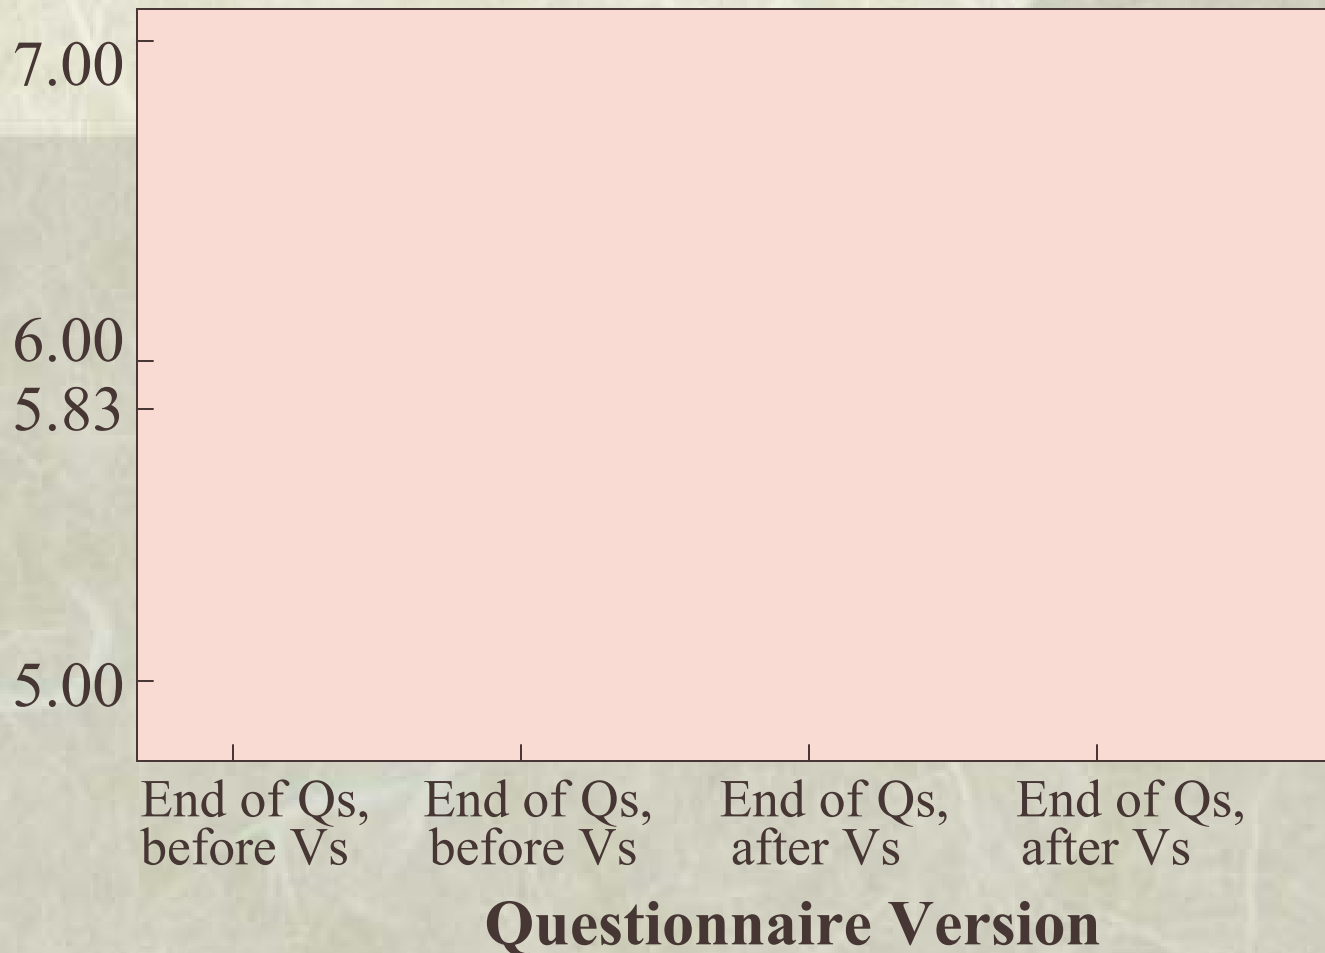 7.00
6.00
5.83
5.00
End of Qs, End of Qs, End of Qs, End of Qs,
before Vs before Vs after Vs after Vs
Questionnaire Version